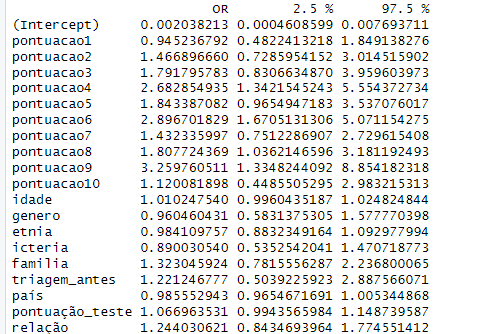 OR 2.5 % 97.5 %
(Intercept) 0.002038213 0.0004608599 0.007693711
pontuacao1 0.945236792 0.4822413218 1.849138276
pontuacao2 1.466896660 0.7285954152 3.014515902
pontuacao3 1.791795783 0.8306634870 3.959603973
pontuacao4 2.682854935 1.3421545243 5.554372734
pontuacao5 1.843387082 0.9654947183 3.537076017
pontuacao6 2.896701829 1.6705131306 5.071154275
pontuacao7 1.432335997 0.7512286907 2.729615408
pontuacao8 1.807724369 1.0362146596 3.181192493
pontuacao9 3.259760511 1.3348244092 8.854182318
pontuacao10 1.120081898 0.4485505295 2.983215313
idade 1.010247540 0.9960435187 1.024824844
genero 0.960460431 0.5831375305 1.577770398
etnia 0.984109757 0.8832349164 1.092977994
icteria 0.890030540 0.5352542041 1.470718773
familia 1.323045924 0.7815556287 2.236800065
triagem_antes 1.221246777 0.5039225923 2.887566071
país 0.985552943 0.9654671691 1.005344868
pontuação_teste 1.066963531 0.9943565984 1.148739587
relação 1.244030621 0.8434693964 1.774551412